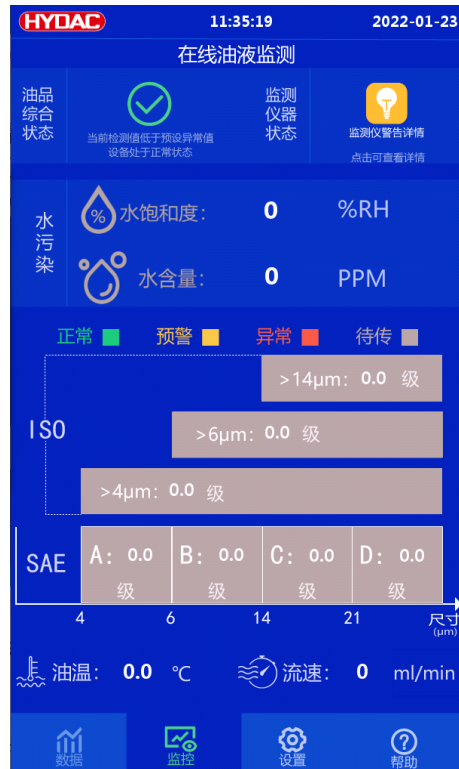 HYDAC 11:35:19 2022-01-23
在线油液监测
油品
综合
状态
当前检测值低于预设异常值
设备处于正常状态
监测
仪器
状态
监测仪警告详情
点击可查看详情
水
污
染
% 水饱和度： 0 %RH
水含量： 0 PPM
正常 预警 异常 待传
ISO
>14μm：0.0 级
>6μm：0.0 级
>4μm：0.0 级
SAE
A：0.0 级
B：0.0 级
C：0.0 级
D：0.0 级
4 6 14 21 尺寸
(μm)
油温： 0.0 ℃ 流速： 0 ml/min
数据 监控 设置 帮助